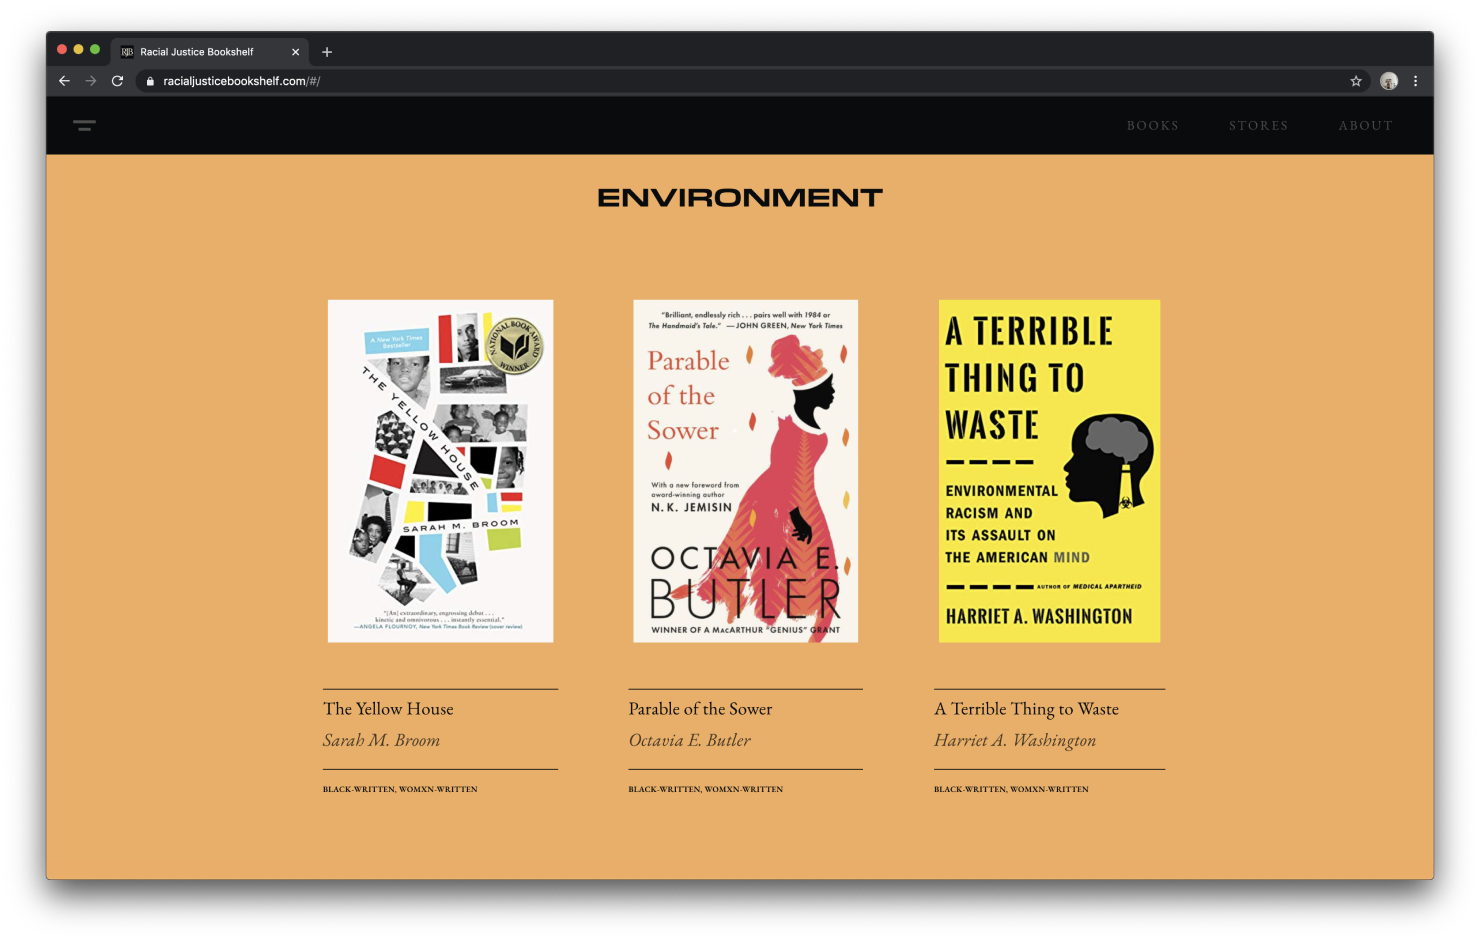 RJB Racial Justice Bookshelf
racialjusticebookshelf.com/#/
BOOKS STORES ABOUT
ENVIRONMENT
A New York Times
Bestseller
NATIONAL BOOK AWARD
WINNER
THE YELLOW HOUSE
SARAH M. BROOM
"[An] extraordinary, engrossing debut . . .
kinetic and omnivorous . . . instantly essential."
—ANGELA FLOURNOY, New York Times Book Review (cover review)
"Brilliant, endlessly rich . . . pairs well with 1984 or
The Handmaid's Tale." —JOHN GREEN, New York Times
Parable
of the
Sower
With a new foreword from
award-winning author
N. K. JEMISIN
OCTAVIA E.
BUTLER
WINNER OF A MacARTHUR "GENIUS" GRANT
A TERRIBLE
THING TO
WASTE
ENVIRONMENTAL
RACISM AND
ITS ASSAULT ON
THE AMERICAN MIND
AUTHOR OF MEDICAL APARTHEID
HARRIET A. WASHINGTON
The Yellow House
Sarah M. Broom
BLACK-WRITTEN, WOMXN-WRITTEN
Parable of the Sower
Octavia E. Butler
BLACK-WRITTEN, WOMXN-WRITTEN
A Terrible Thing to Waste
Harriet A. Washington
BLACK-WRITTEN, WOMXN-WRITTEN